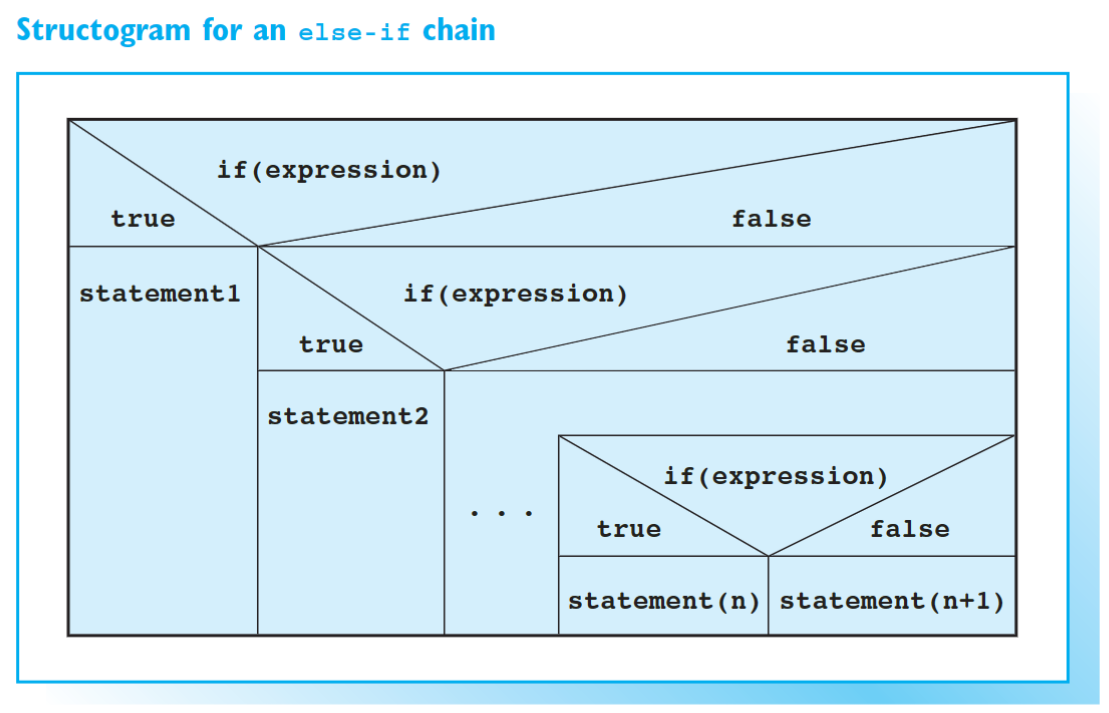 Structogram for an else-if chain
if(expression)
true
false
statement1
if(expression)
true
false
statement2
. . .
if(expression)
true
false
statement(n)
statement(n+1)